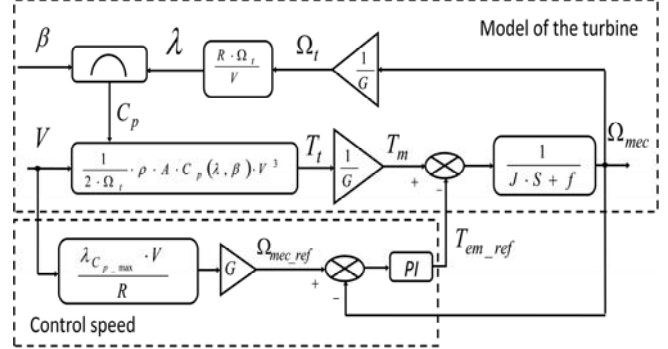 Model of the turbine
β
λ
R · Ω_t / V
Ω_t
1 / G
C_p
V
1 / 2 · Ω_t · ρ · A · C_p (λ , β) · V^3
T_t
1 / G
T_m
+
−
1 / J · S + f
Ω_mec
λ_C_p_max · V / R
G
Ω_mec_ref
+
−
PI
T_em_ref
Control speed